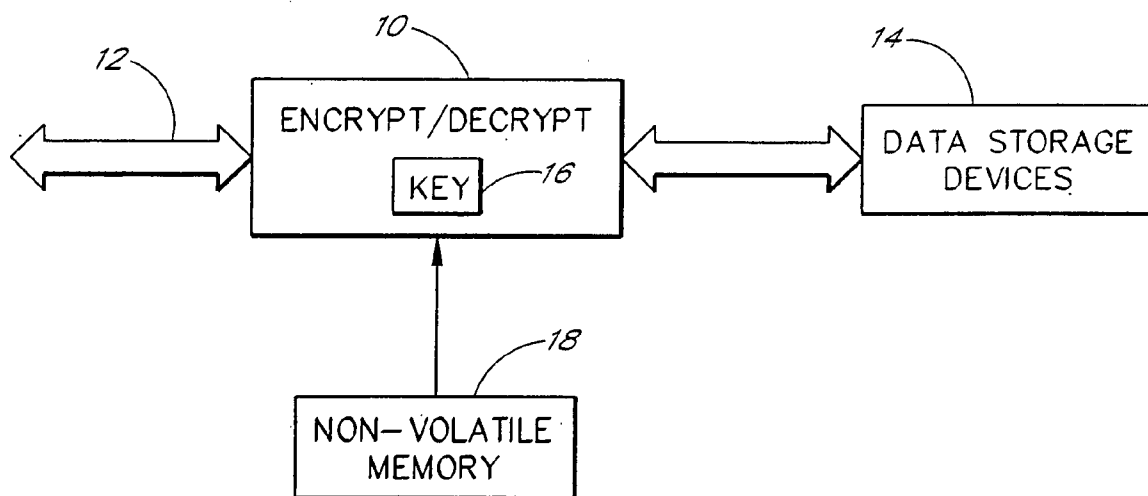 12
10
14
ENCRYPT/DECRYPT
KEY
16
DATA STORAGE
DEVICES
18
NON-VOLATILE
MEMORY